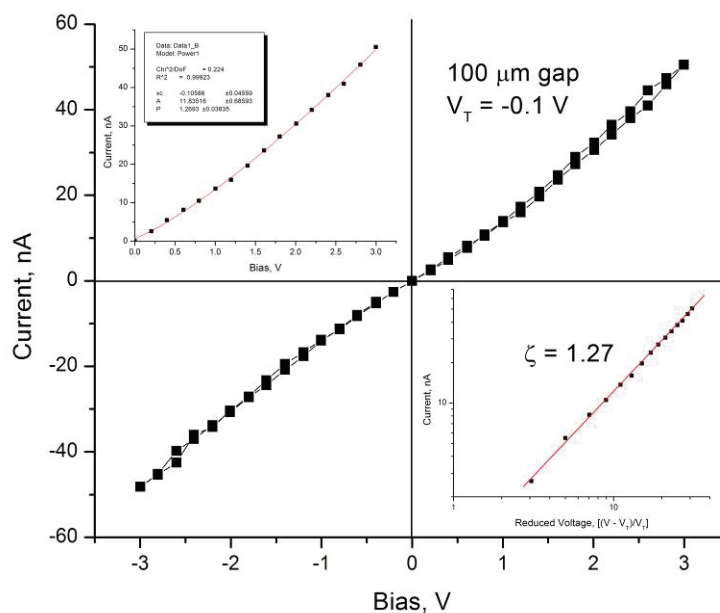 Data: Data1_B
Model: Power1
Chi^2/DoF = 0.224
R^2 = 0.99923
xc -0.10586 ±0.04559
A 11.83516 ±0.68593
P 1.2693 ±0.03635
50
40
30
20
10
0
0.0 0.5 1.0 1.5 2.0 2.5 3.0
Current, nA
Bias, V
100 μm gap
V_T = -0.1 V
60
40
20
0
-20
-40
-60
Current, nA
ζ = 1.27
10
Current, nA
1 10
Reduced Voltage, [(V - V_T)/V_T]
-3 -2 -1 0 1 2 3
Bias, V